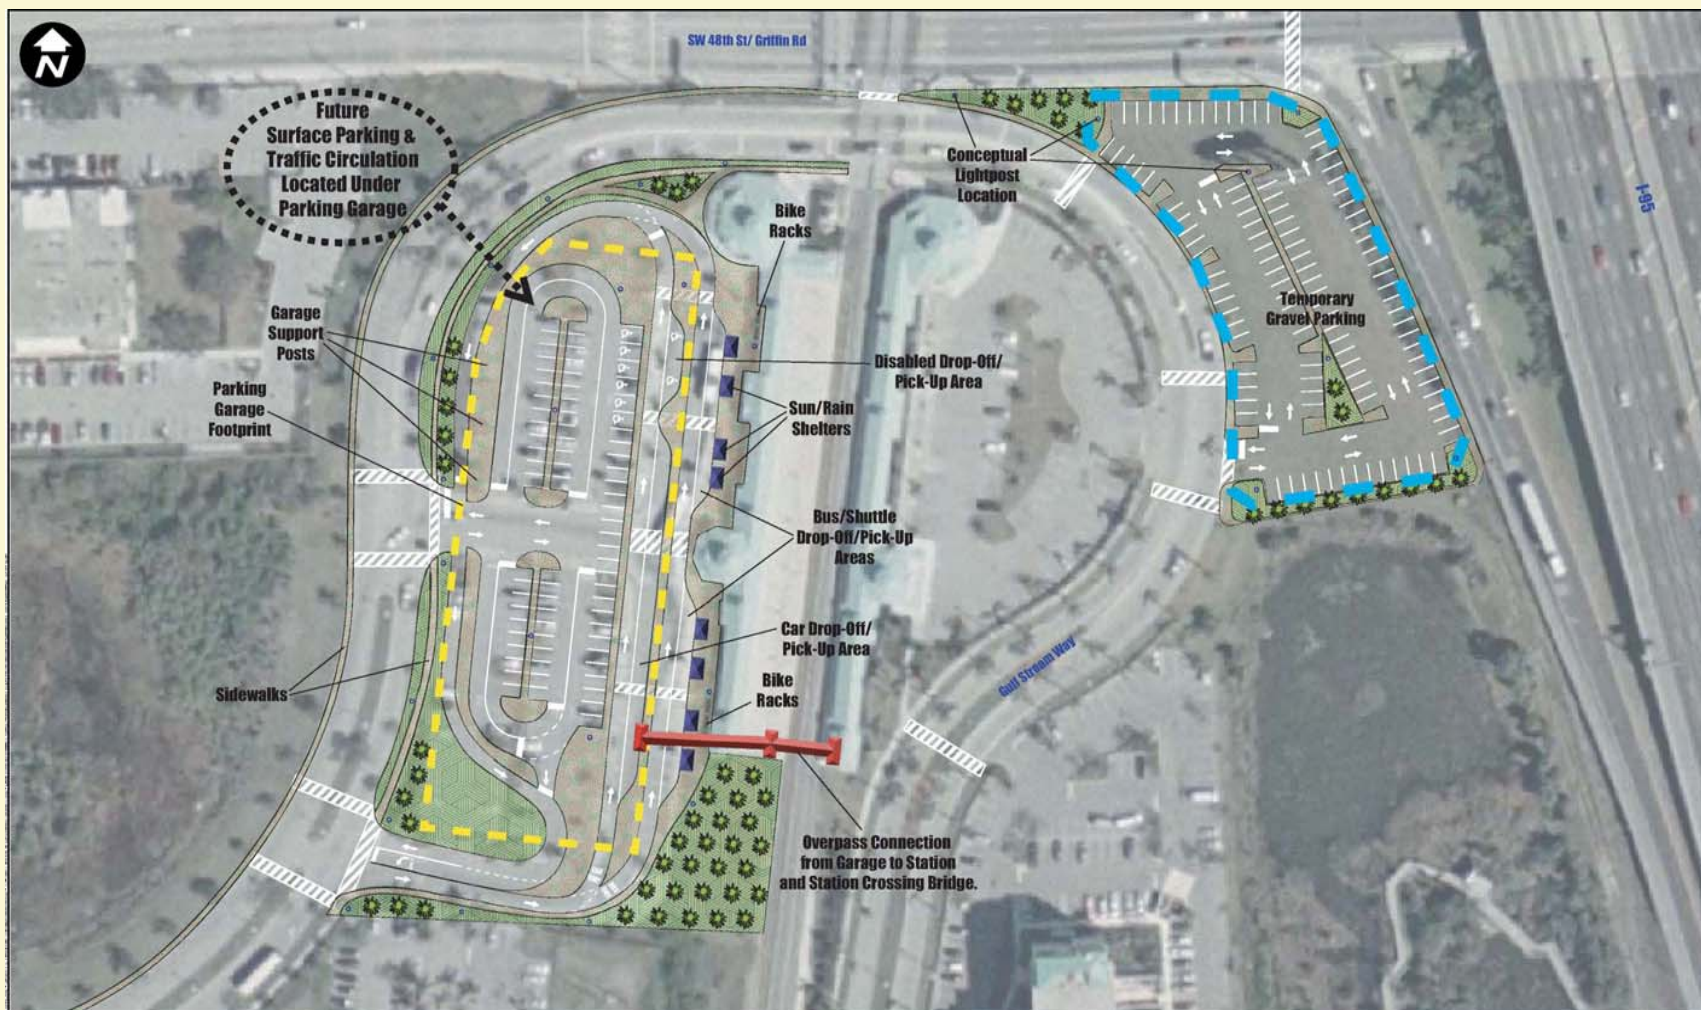 N
SW 48th St/ Griffin Rd
Future
Surface Parking &
Traffic Circulation
Located Under
Parking Garage
Conceptual
Lightpost
Location
I-95
Bike
Racks
Temporary
Gravel Parking
Garage
Support
Posts
Disabled Drop-Off/
Pick-Up Area
Parking
Garage
Footprint
Sun/Rain
Shelters
Bus/Shuttle
Drop-Off/Pick-Up
Areas
Car Drop-Off/
Pick-Up Area
Gulf Stream Way
Sidewalks
Bike
Racks
Overpass Connection
from Garage to Station
and Station Crossing Bridge.